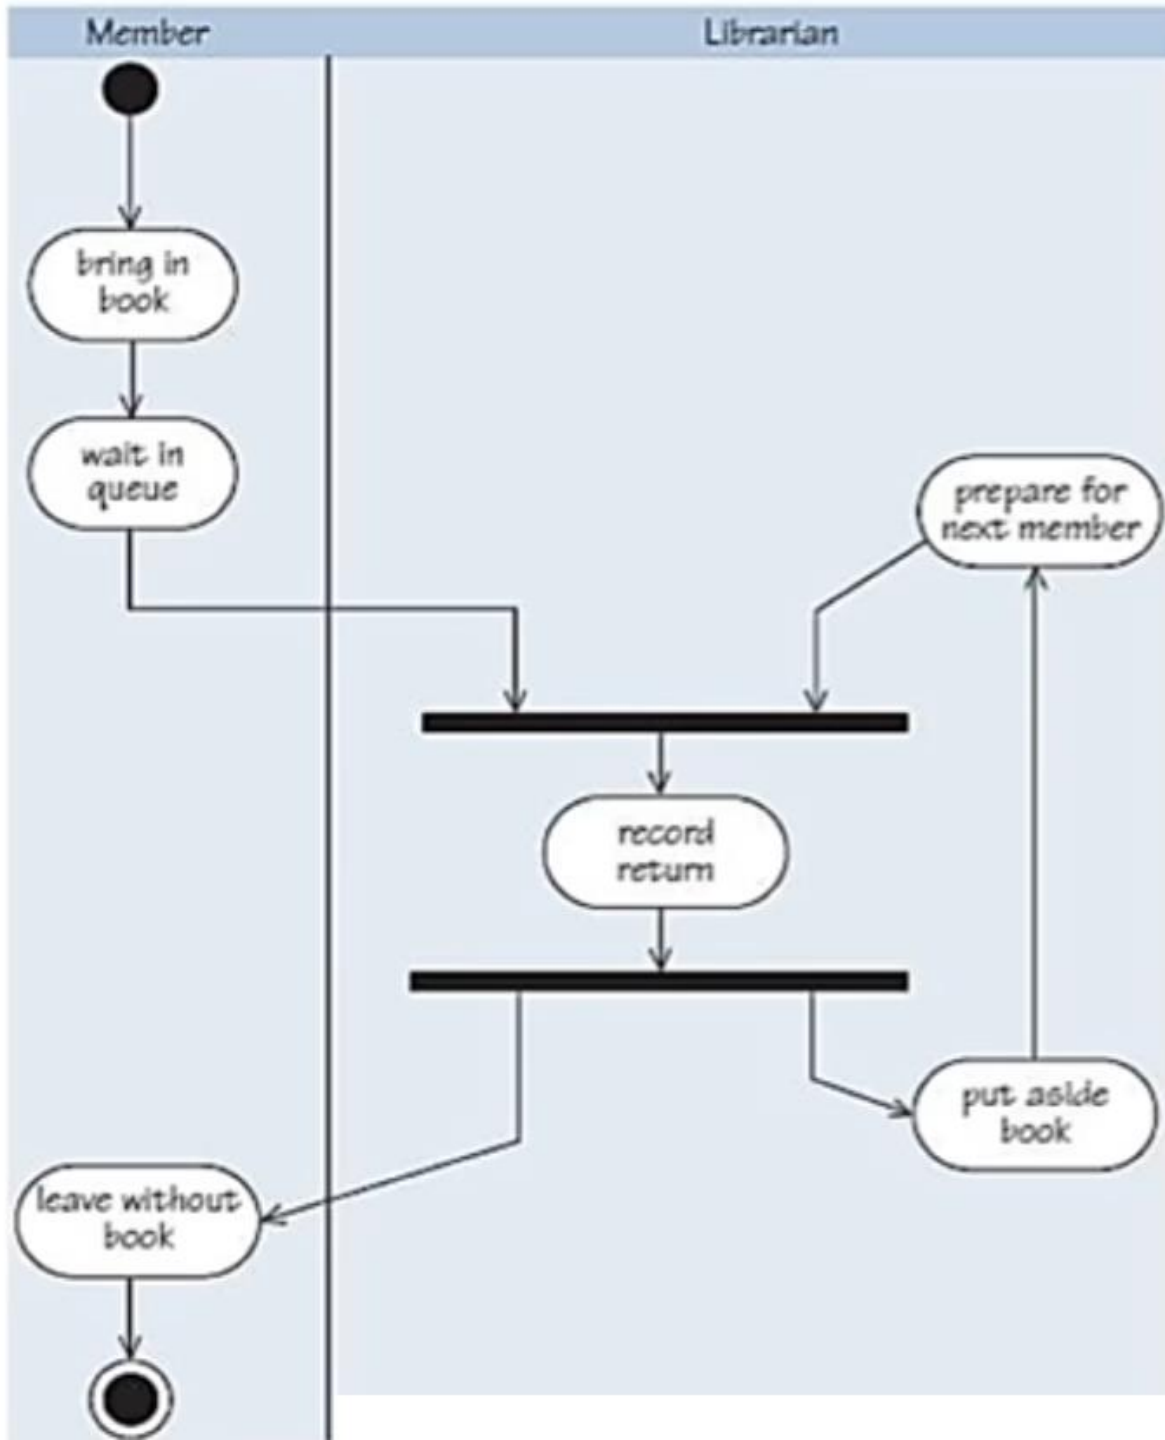 Member
Librarian
bring in
book
wait in
queue
prepare for
next member
record
return
put aside
book
leave without
book